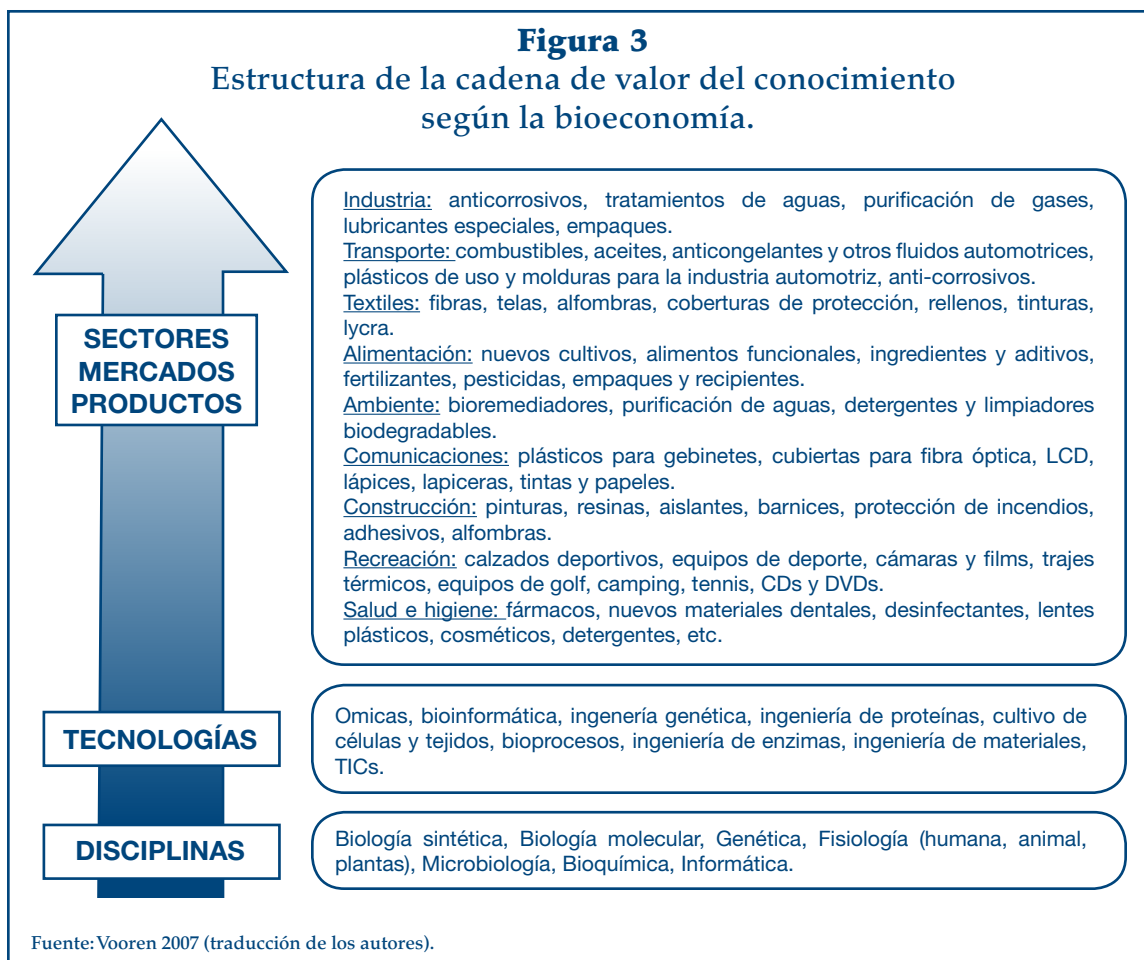 Figura 3
Estructura de la cadena de valor del conocimiento
según la bioeconomía.
Industria: anticorrosivos, tratamientos de aguas, purificación de gases,
lubricantes especiales, empaques.
Transporte: combustibles, aceites, anticongelantes y otros fluidos automotrices,
plásticos de uso y molduras para la industria automotriz, anti-corrosivos.
Textiles: fibras, telas, alfombras, coberturas de protección, rellenos, tinturas,
lycra.
SECTORES
MERCADOS
PRODUCTOS
Alimentación: nuevos cultivos, alimentos funcionales, ingredientes y aditivos,
fertilizantes, pesticidas, empaques y recipientes.
Ambiente: bioremediadores, purificación de aguas, detergentes y limpiadores
biodegradables.
Comunicaciones: plásticos para gebinetes, cubiertas para fibra óptica, LCD,
lápices, lapiceras, tintas y papeles.
Construcción: pinturas, resinas, aislantes, barnices, protección de incendios,
adhesivos, alfombras.
Recreación: calzados deportivos, equipos de deporte, cámaras y films, trajes
térmicos, equipos de golf, camping, tennis, CDs y DVDs.
Salud e higiene: fármacos, nuevos materiales dentales, desinfectantes, lentes
plásticos, cosméticos, detergentes, etc.
TECNOLOGÍAS
Omicas, bioinformática, ingenería genética, ingeniería de proteínas, cultivo de
células y tejidos, bioprocesos, ingeniería de enzimas, ingeniería de materiales,
TICs.
DISCIPLINAS
Biología sintética, Biología molecular, Genética, Fisiología (humana, animal,
plantas), Microbiología, Bioquímica, Informática.
Fuente: Vooren 2007 (traducción de los autores).